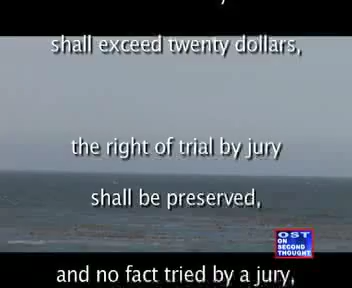 shall exceed twenty dollars,
the right of trial by jury
shall be preserved,
OST
ON
SECOND
THOUGHT
and no fact tried by a jury,